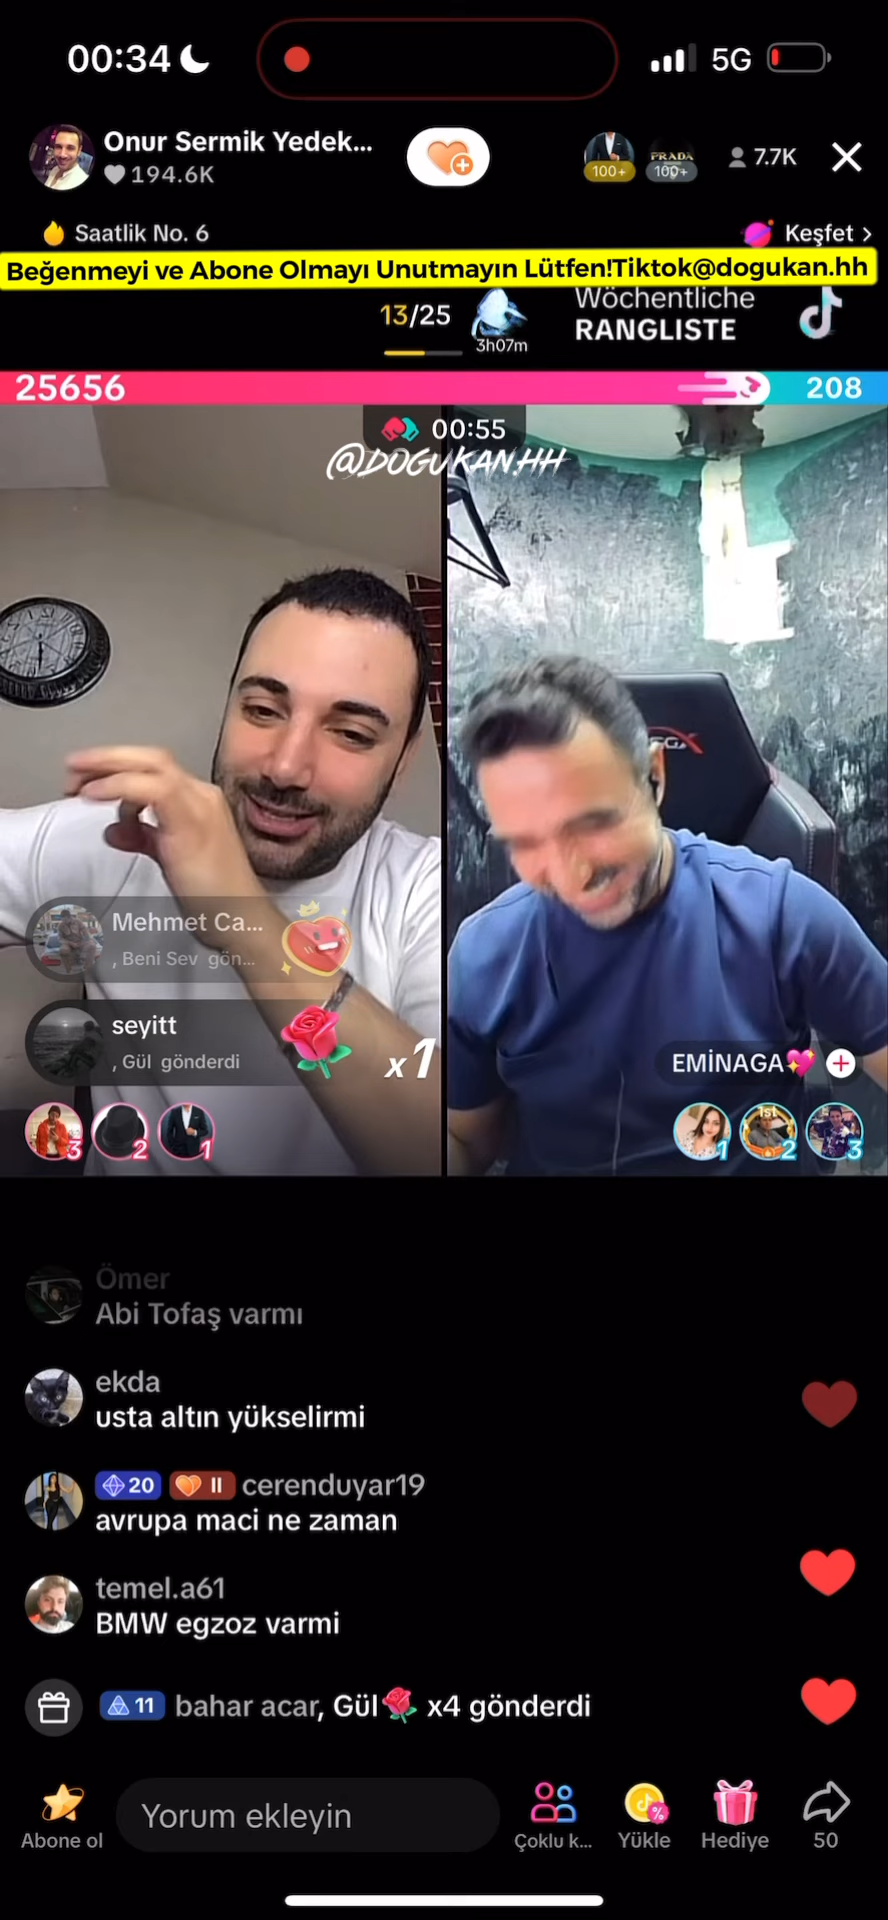 00:34
5G
Onur Sermik Yedek...
194.6K
100+
PRADA
100+
7.7K
Saatlik No. 6
Keşfet >
Beğenmeyi ve Abone Olmayı Unutmayın Lütfen!Tiktok@dogukan.hh
13/25
3h07m
Wöchentliche
RANGLISTE
25656
208
00:55
@DOGUKAN.HH
Mehmet Ca...
, Beni Sev gön...
seyitt
, Gül gönderdi
x1
EMİNAGA💖
3
2
1
1
2
3
Ömer
Abi Tofaş varmı
ekda
usta altın yükselirmi
20 II cerenduyar19
avrupa maci ne zaman
temel.a61
BMW egzoz varmi
11 bahar acar, Gül🌹 x4 gönderdi
Abone ol
Yorum ekleyin
Çoklu k...
Yükle
Hediye
50